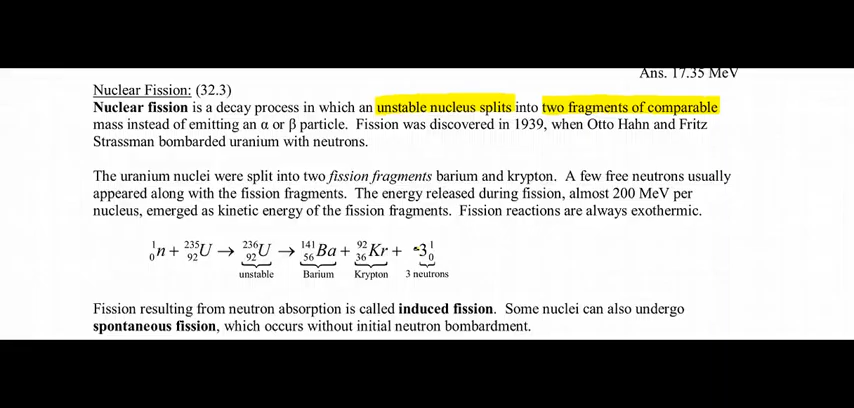 Ans. 17.35 MeV
Nuclear Fission: (32.3)
Nuclear fission is a decay process in which an unstable nucleus splits into two fragments of comparable
mass instead of emitting an α or β particle. Fission was discovered in 1939, when Otto Hahn and Fritz
Strassman bombarded uranium with neutrons.
The uranium nuclei were split into two fission fragments barium and krypton. A few free neutrons usually
appeared along with the fission fragments. The energy released during fission, almost 200 MeV per
nucleus, emerged as kinetic energy of the fission fragments. Fission reactions are always exothermic.
¹₀n + ²³⁵₉₂U → ²³⁶₉₂U → ¹⁴¹₅₆Ba + ⁹²₃₆Kr + 3¹₀
unstable Barium Krypton 3 neutrons
Fission resulting from neutron absorption is called induced fission. Some nuclei can also undergo
spontaneous fission, which occurs without initial neutron bombardment.